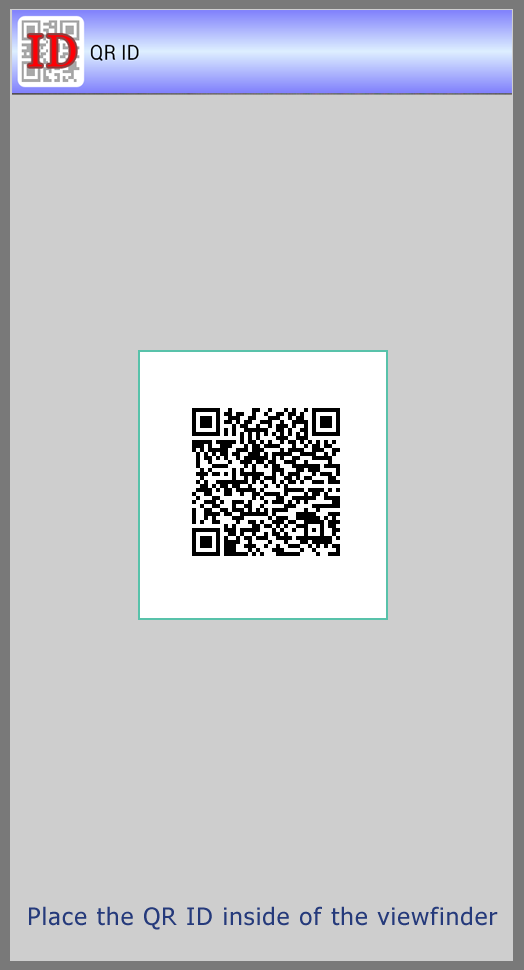 ID
QR ID
Place the QR ID inside of the viewfinder